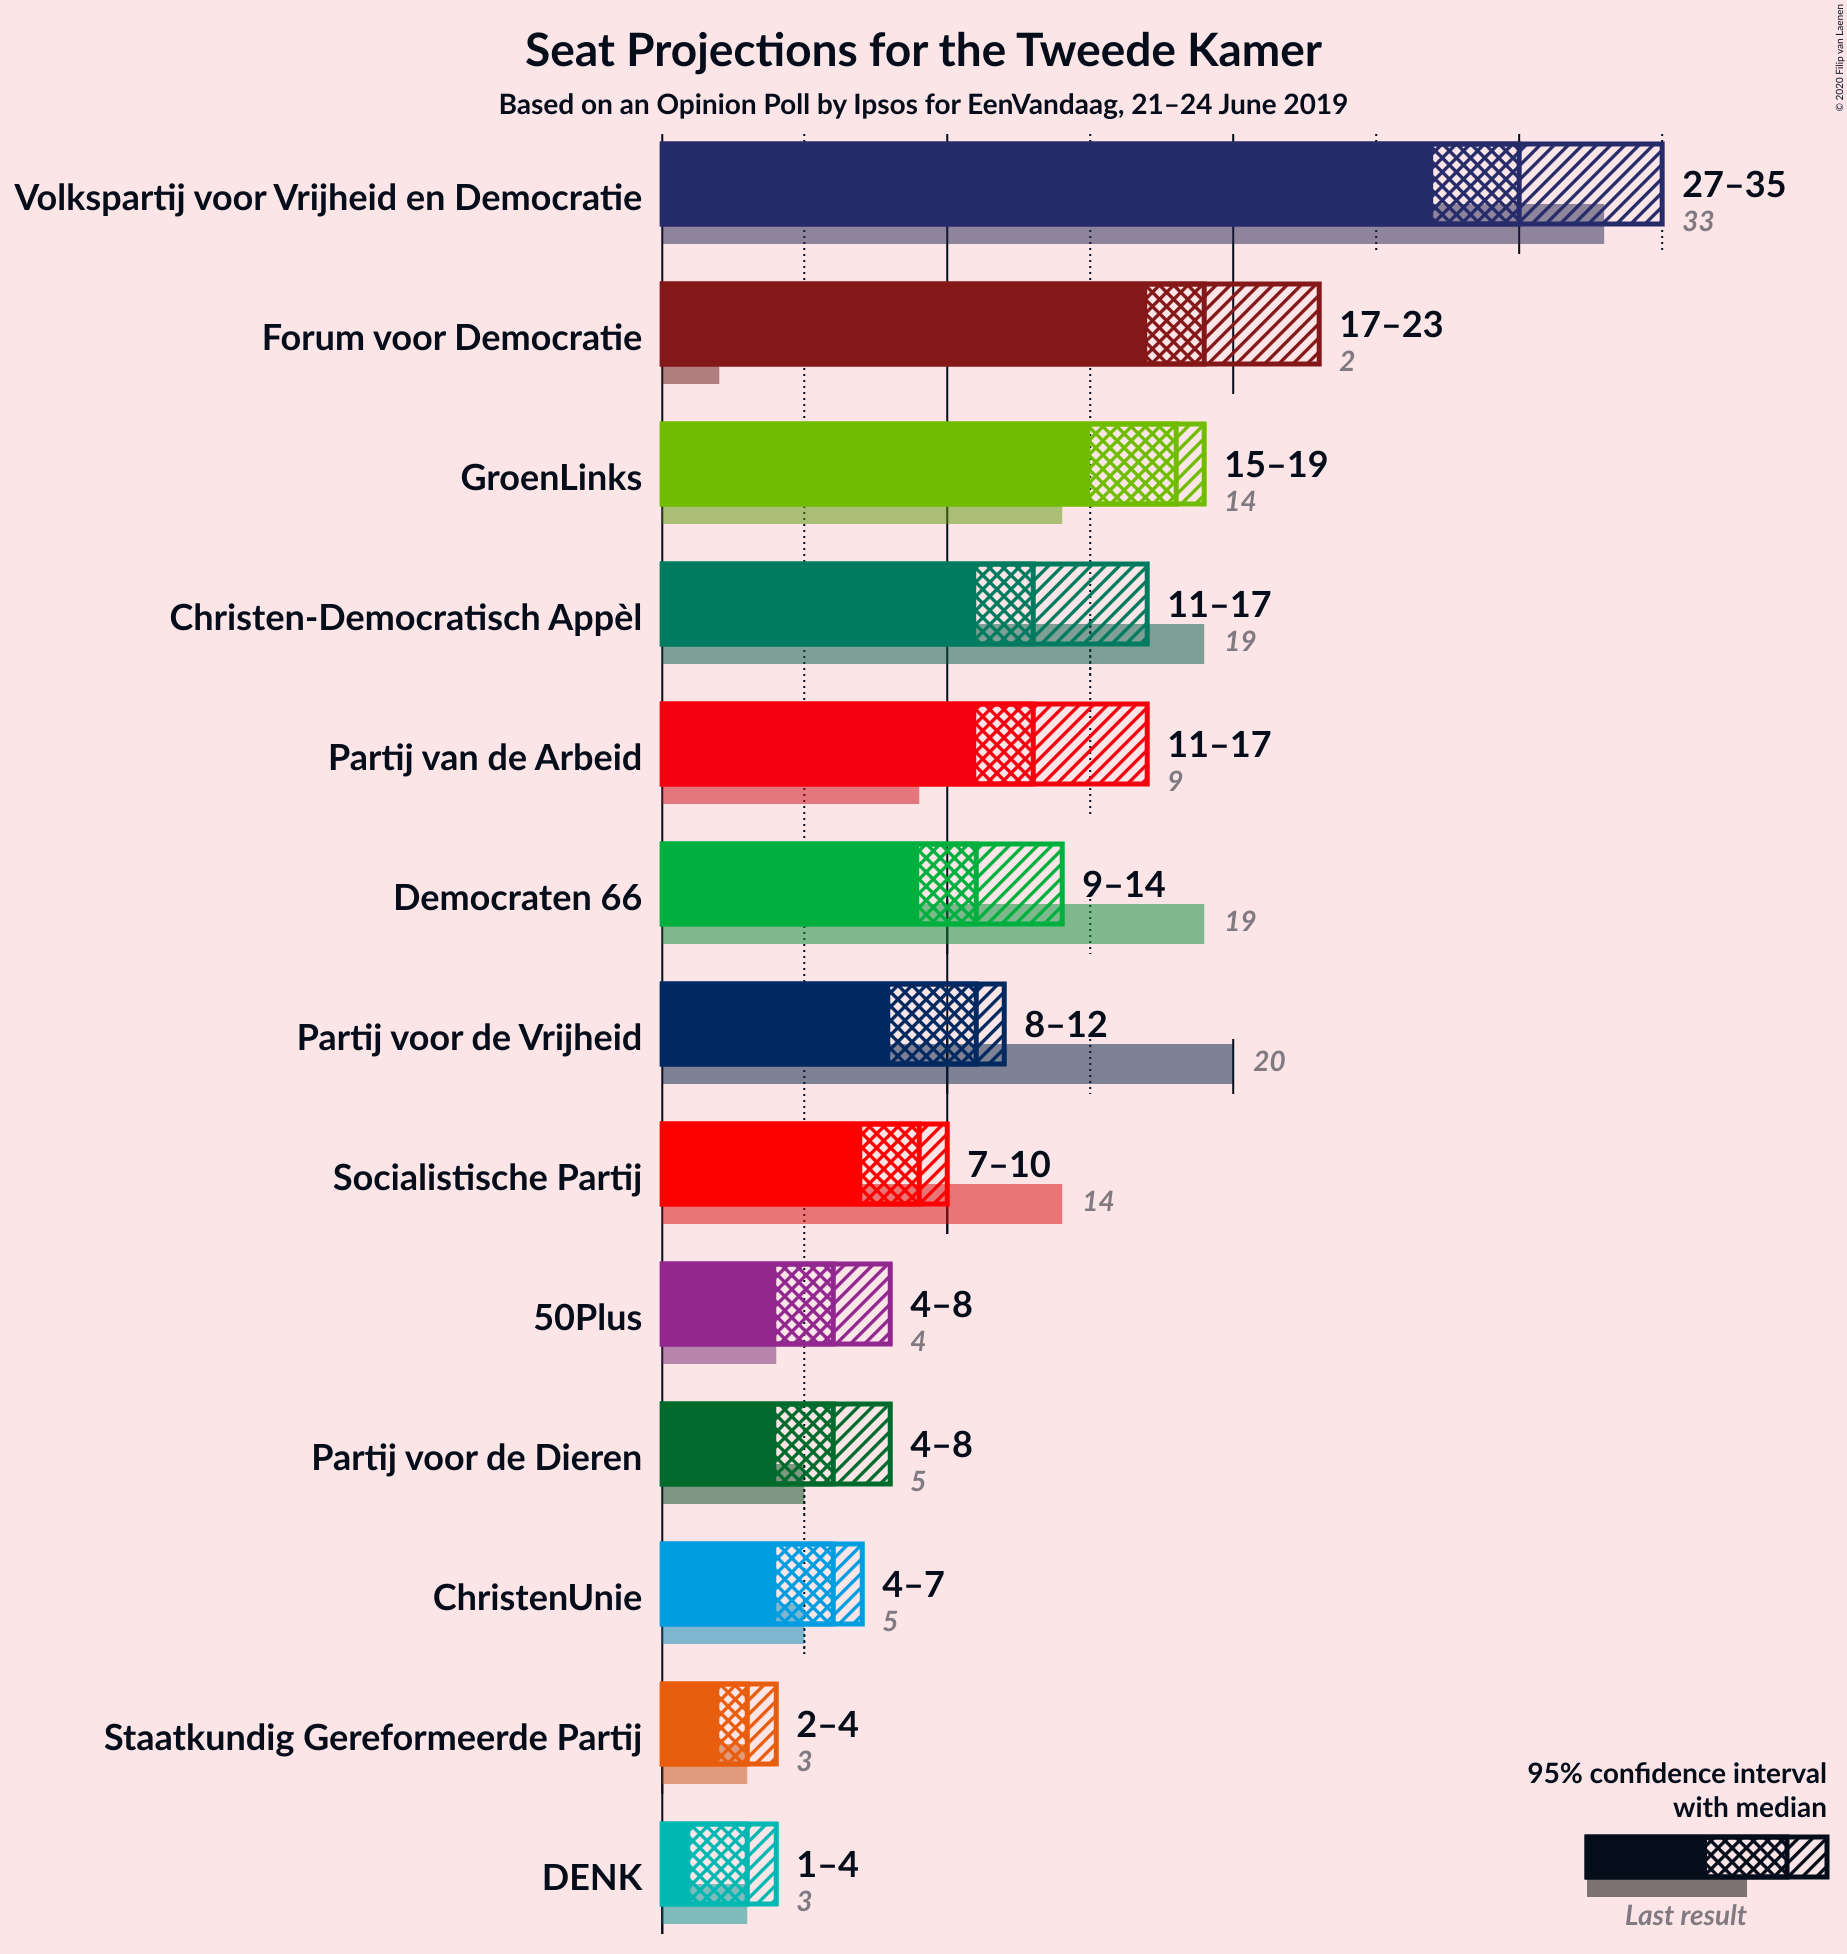 Seat Projections for the Tweede Kamer
Based on an Opinion Poll by Ipsos for EenVandaag, 21–24 June 2019
© 2020 Filip van Laenen
Volkspartij voor Vrijheid en Democratie
27–35
33
Forum voor Democratie
17–23
2
GroenLinks
15–19
14
Christen-Democratisch Appèl
11–17
19
Partij van de Arbeid
11–17
9
Democraten 66
9–14
19
Partij voor de Vrijheid
8–12
20
Socialistische Partij
7–10
14
50Plus
4–8
4
Partij voor de Dieren
4–8
5
ChristenUnie
4–7
5
Staatkundig Gereformeerde Partij
2–4
3
DENK
1–4
3
95% confidence interval
with median
Last result